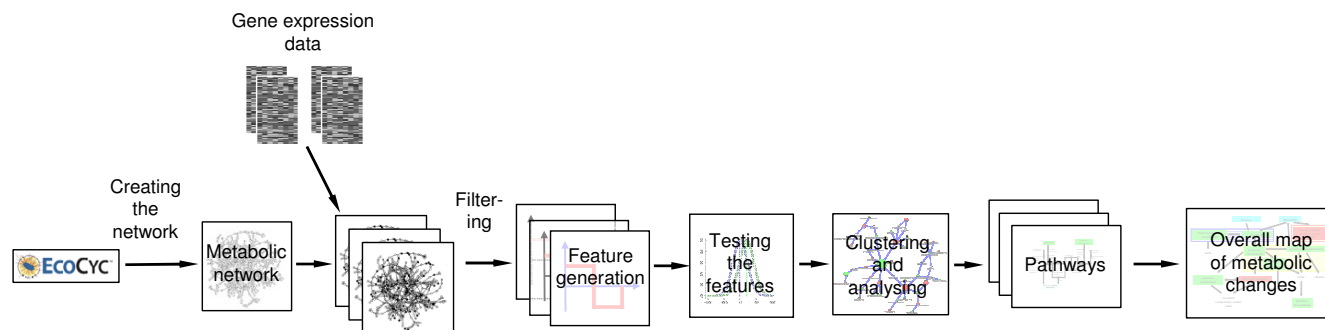 Gene expression
data
Creating
the
network
Filter-
ing
EcoCyc™
Metabolic
network
Feature
generation
Testing
the
features
Clustering
and
analysing
Pathways
Overall map
of metabolic
changes